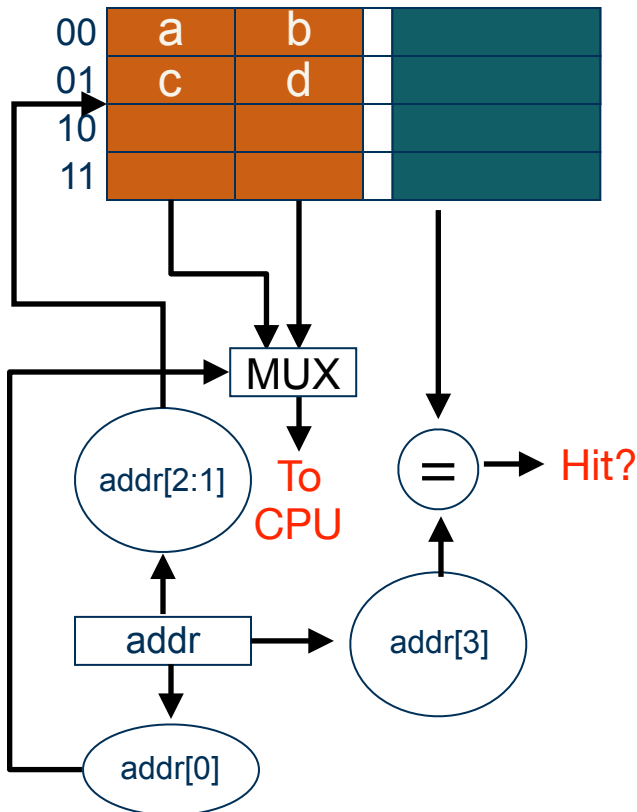 00 a b
01 c d
10
11
MUX
addr[2:1]
To
CPU
=
Hit?
addr
addr[3]
addr[0]